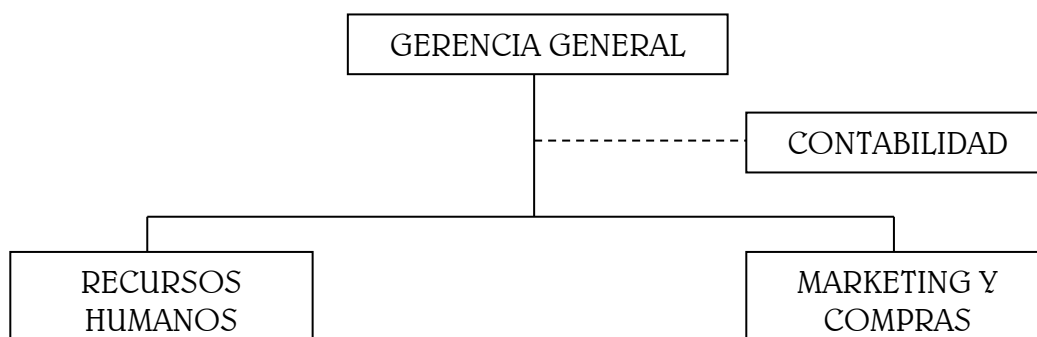 GERENCIA GENERAL
CONTABILIDAD
RECURSOS
HUMANOS
MARKETING Y
COMPRAS